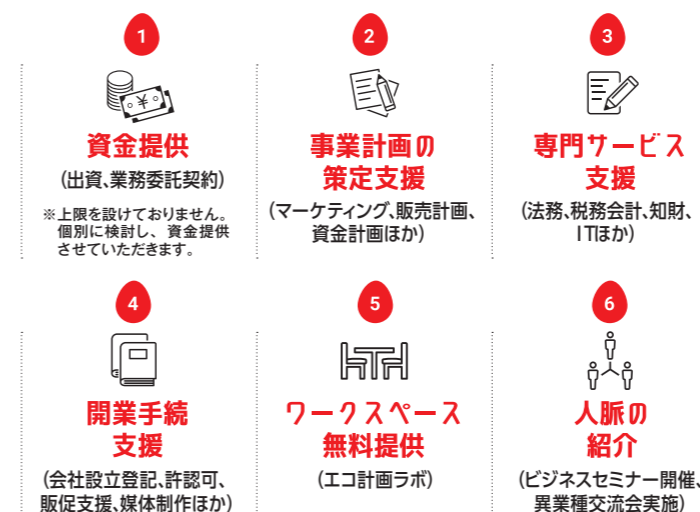 1
資金提供
(出資、業務委託契約)
※上限を設けておりません。
個別に検討し、資金提供
させていただきます。
2
事業計画の
策定支援
(マーケティング、販売計画、
資金計画ほか)
3
専門サービス
支援
(法務、税務会計、知財、
ITほか)
4
開業手続
支援
(会社設立登記、許認可、
販促支援、媒体制作ほか)
5
ワークスペース
無料提供
(エコ計画ラボ)
6
人脈の
紹介
(ビジネスセミナー開催、
異業種交流会実施)